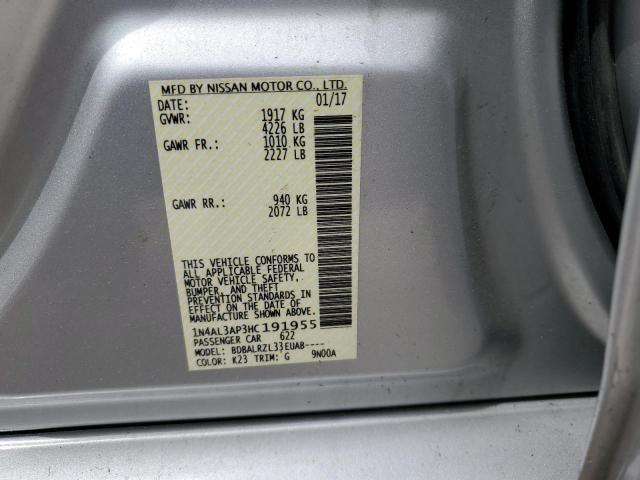 MFD BY NISSAN MOTOR CO., LTD.
DATE: 01/17
GVWR: 1917 KG
4226 LB
GAWR FR.: 1010 KG
2227 LB
GAWR RR.: 940 KG
2072 LB
THIS VEHICLE CONFORMS TO
ALL APPLICABLE FEDERAL
MOTOR VEHICLE SAFETY,
BUMPER, AND THEFT
PREVENTION STANDARDS IN
EFFECT ON THE DATE OF
MANUFACTURE SHOWN ABOVE.
1N4AL3AP3HC191955
PASSENGER CAR 622
MODEL: BDBALRZL33EUAB----
COLOR: K23 TRIM: G 9N00A